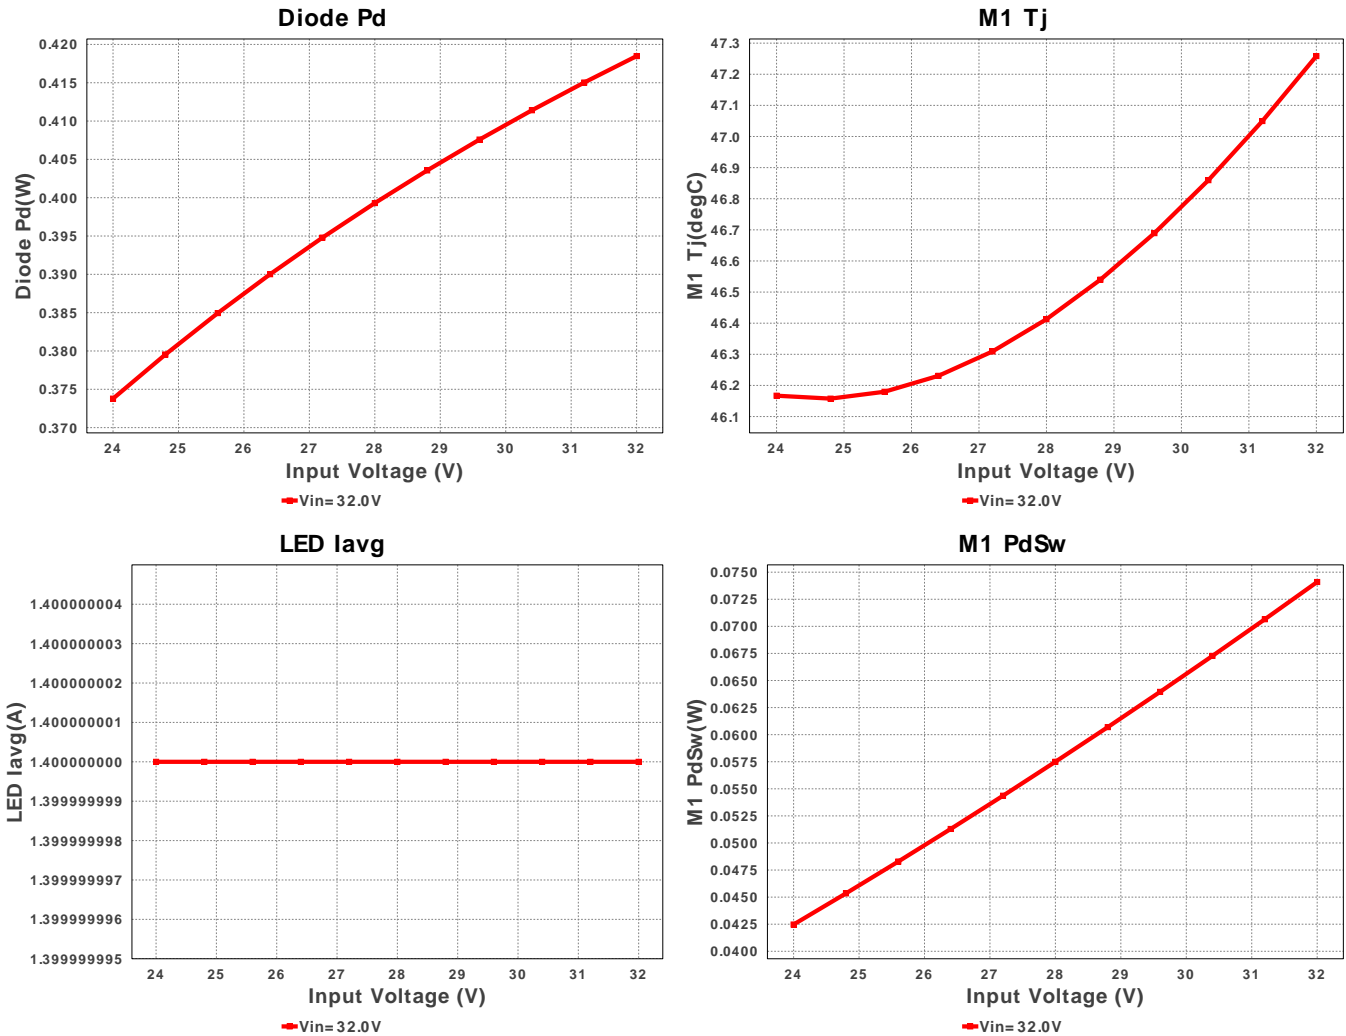 Diode Pd
0.420
0.415
0.410
0.405
0.400
0.395
0.390
0.385
0.380
0.375
0.370
Diode Pd(W)
24 25 26 27 28 29 30 31 32
Input Voltage (V)
Vin=32.0V
M1 Tj
47.3
47.2
47.1
47.0
46.9
46.8
46.7
46.6
46.5
46.4
46.3
46.2
46.1
M1 Tj(degC)
24 25 26 27 28 29 30 31 32
Input Voltage (V)
Vin=32.0V
LED Iavg
1.400000004
1.400000003
1.400000002
1.400000001
1.400000000
1.399999999
1.399999998
1.399999997
1.399999996
1.399999995
LED Iavg(A)
24 25 26 27 28 29 30 31 32
Input Voltage (V)
Vin=32.0V
M1 PdSw
0.0750
0.0725
0.0700
0.0675
0.0650
0.0625
0.0600
0.0575
0.0550
0.0525
0.0500
0.0475
0.0450
0.0425
0.0400
M1 PdSw(W)
24 25 26 27 28 29 30 31 32
Input Voltage (V)
Vin=32.0V